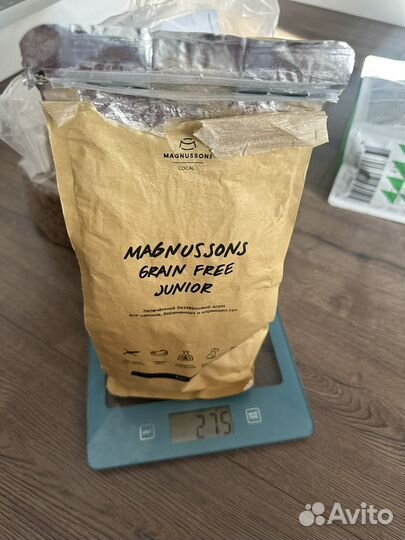 MAGNUSSONS
LOCAL
MAGNUSSONS
GRAIN FREE
JUNIOR
Запечённый беззерновой корм
для щенков, беременных и кормящих сук
275
Avito